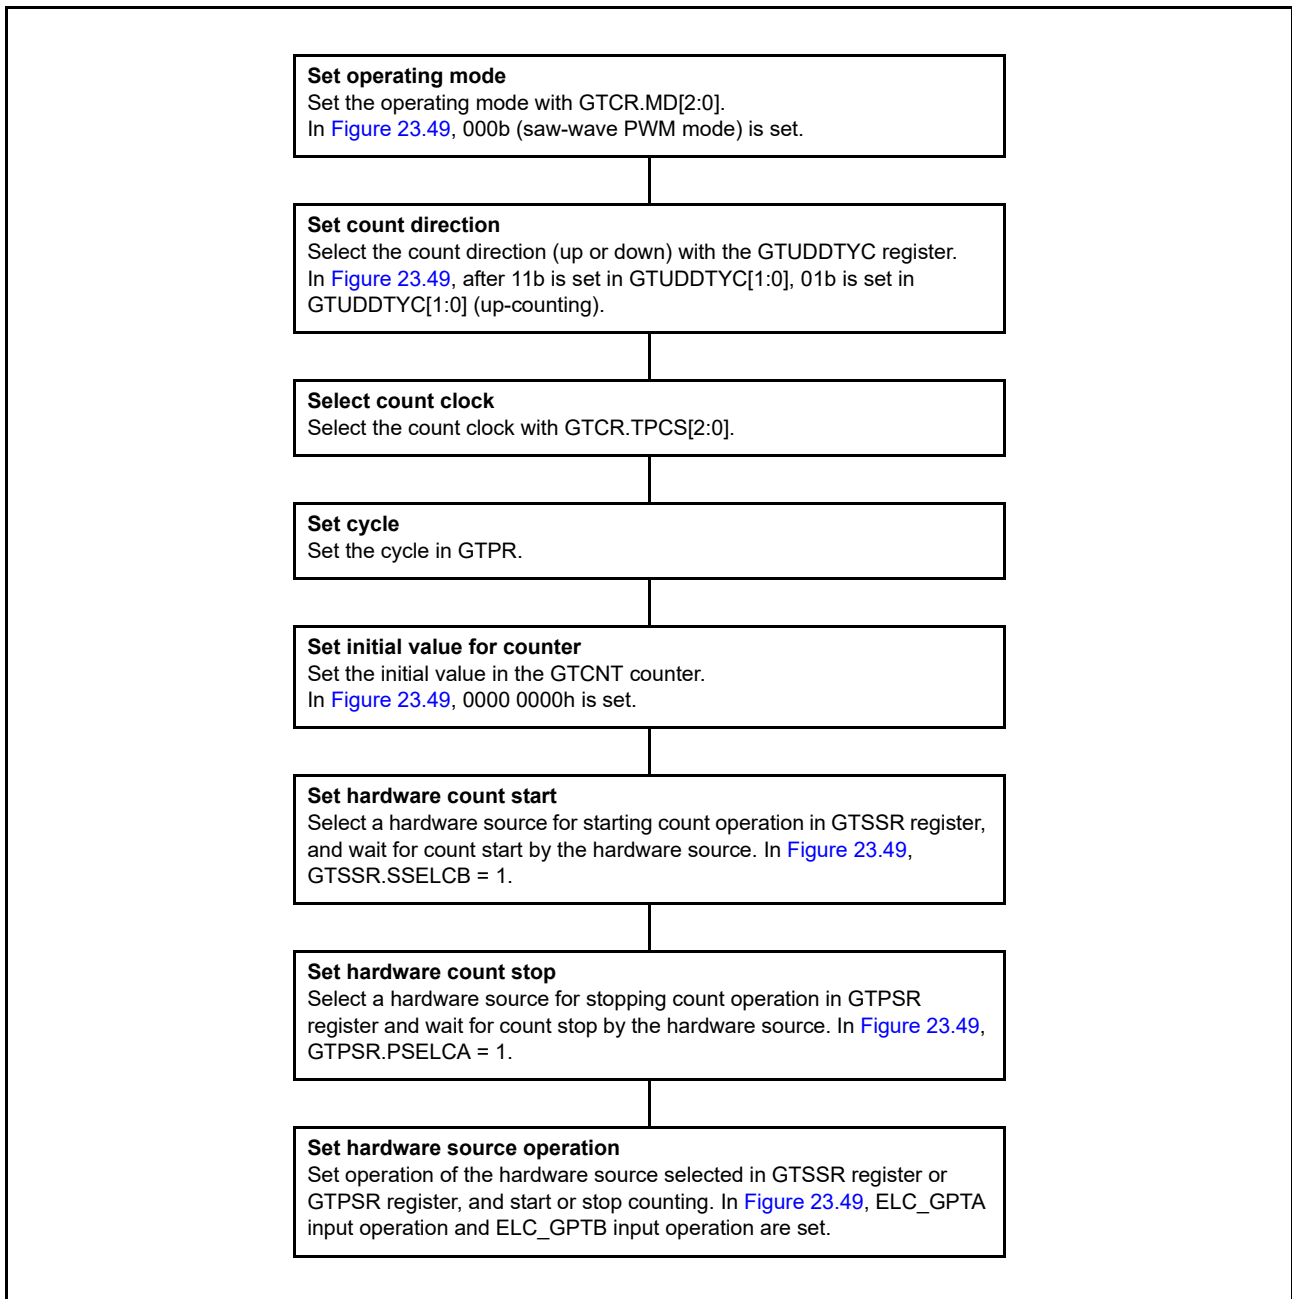 Set operating mode
Set the operating mode with GTCR.MD[2:0].
In Figure 23.49, 000b (saw-wave PWM mode) is set.
Set count direction
Select the count direction (up or down) with the GTUDDTYC register.
In Figure 23.49, after 11b is set in GTUDDTYC[1:0], 01b is set in
GTUDDTYC[1:0] (up-counting).
Select count clock
Select the count clock with GTCR.TPCS[2:0].
Set cycle
Set the cycle in GTPR.
Set initial value for counter
Set the initial value in the GTCNT counter.
In Figure 23.49, 0000 0000h is set.
Set hardware count start
Select a hardware source for starting count operation in GTSSR register,
and wait for count start by the hardware source. In Figure 23.49,
GTSSR.SSELCB = 1.
Set hardware count stop
Select a hardware source for stopping count operation in GTPSR
register and wait for count stop by the hardware source. In Figure 23.49,
GTPSR.PSELCA = 1.
Set hardware source operation
Set operation of the hardware source selected in GTSSR register or
GTPSR register, and start or stop counting. In Figure 23.49, ELC_GPTA
input operation and ELC_GPTB input operation are set.